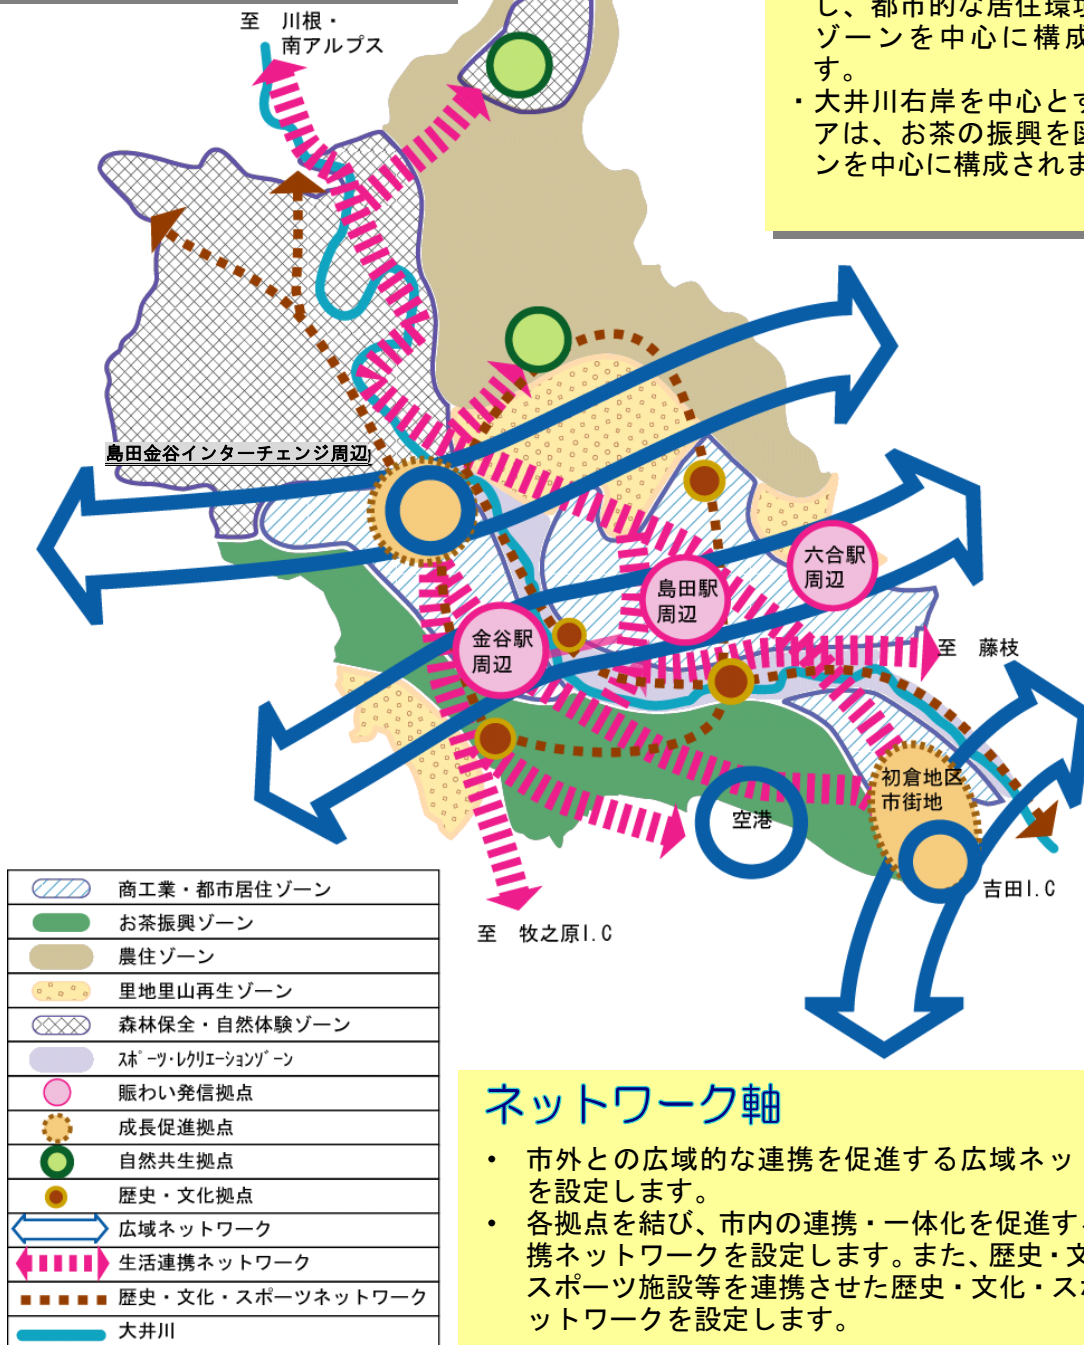 至 川根・
南アルプス
し、都市的な居住環境
ゾーンを中心に構成
す。
・大井川右岸を中心とす
アは、お茶の振興を図
ンを中心に構成されま
島田金谷インターチェンジ周辺
六合駅
周辺
島田駅
周辺
金谷駅
周辺
至 藤枝
初倉地区
市街地
空港
吉田I.C
至 牧之原I.C
商工業・都市居住ゾーン
お茶振興ゾーン
農住ゾーン
里地里山再生ゾーン
森林保全・自然体験ゾーン
スポーツ・レクリエーションゾーン
賑わい発信拠点
成長促進拠点
自然共生拠点
歴史・文化拠点
広域ネットワーク
生活連携ネットワーク
歴史・文化・スポーツネットワーク
大井川
ネットワーク軸
・ 市外との広域的な連携を促進する広域ネッ
を設定します。
・ 各拠点を結び、市内の連携・一体化を促進す
携ネットワークを設定します。また、歴史・文
スポーツ施設等を連携させた歴史・文化・スポ
ットワークを設定します。